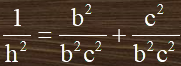 1/h² = b²/b²c² + c²/b²c²